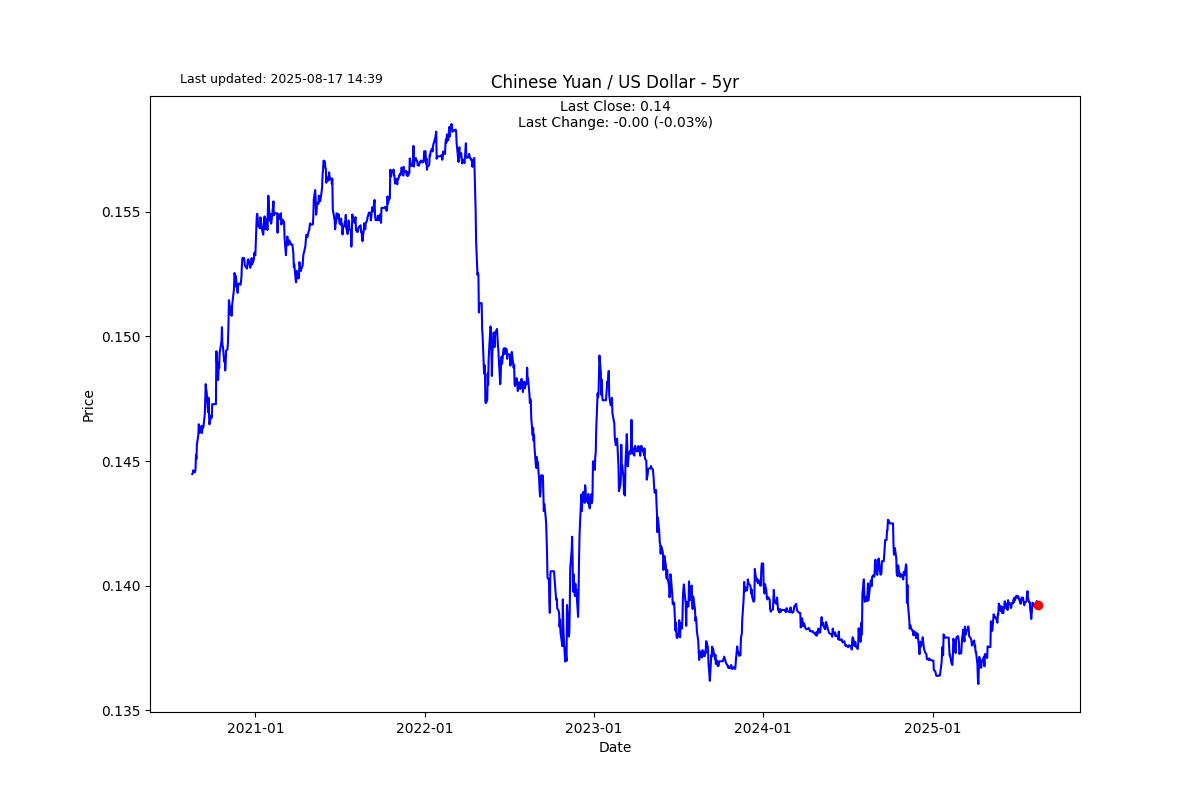 Last updated: 2025-08-17 14:39
Chinese Yuan / US Dollar - 5yr
Last Close: 0.14
Last Change: -0.00 (-0.03%)
0.155
0.150
0.145
0.140
0.135
Price
2021-01
2022-01
2023-01
2024-01
2025-01
Date